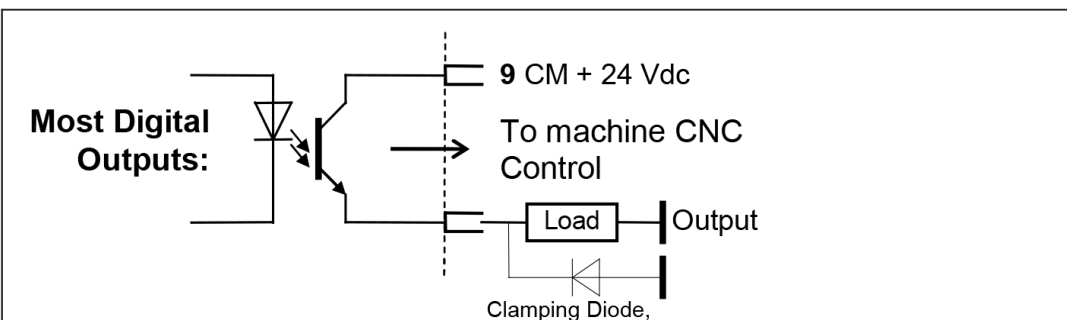 Most Digital
Outputs:
9 CM + 24 Vdc
To machine CNC
Control
Load
Output
Clamping Diode,